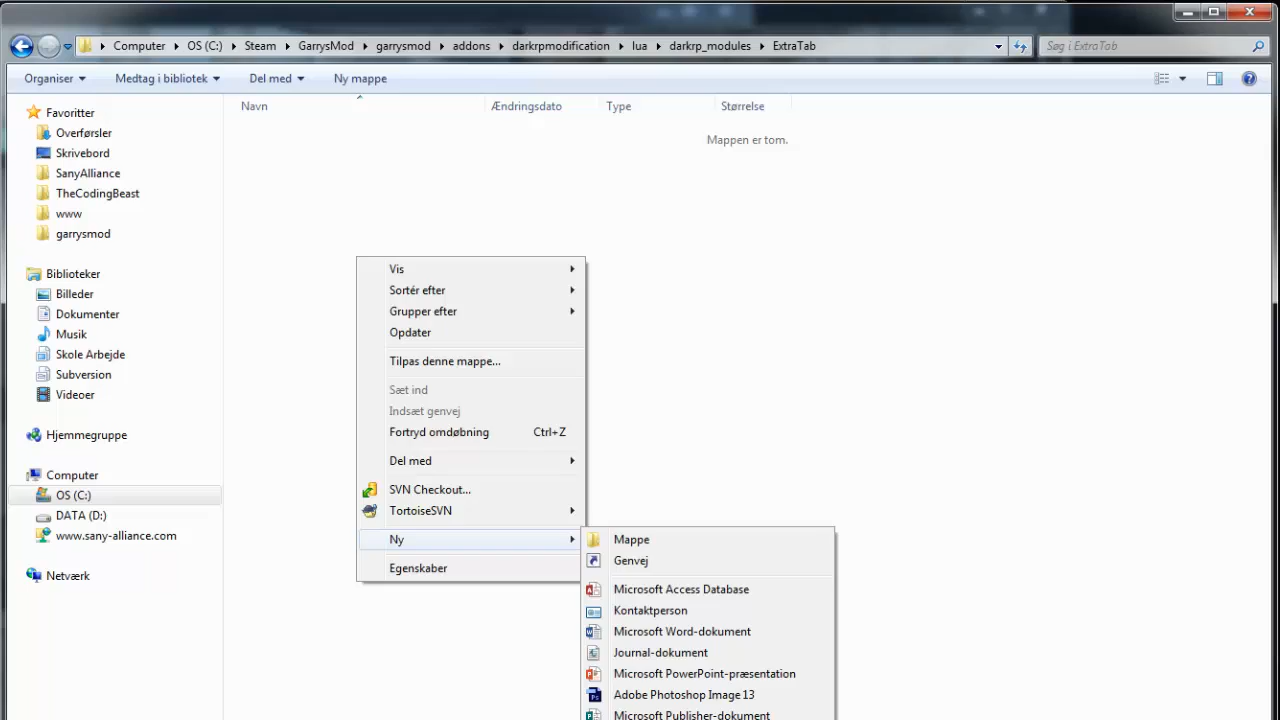 Computer OS (C:) Steam GarrysMod garrysmod addons darkrpmodification lua darkrp_modules ExtraTab
Søg i ExtraTab
Organiser Medtag i bibliotek Del med Ny mappe
Navn Ændringsdato Type Størrelse
Mappen er tom.
Favoritter
Overførsler
Skrivebord
SanyAlliance
TheCodingBeast
www
garrysmod
Biblioteker
Billeder
Dokumenter
Musik
Skole Arbejde
Subversion
Videoer
Hjemmegruppe
Computer
OS (C:)
DATA (D:)
www.sany-alliance.com
Netværk
Vis
Sortér efter
Grupper efter
Opdater
Tilpas denne mappe...
Sæt ind
Indsæt genvej
Fortryd omdøbning Ctrl+Z
Del med
SVN Checkout...
TortoiseSVN
Ny
Egenskaber
Mappe
Genvej
Microsoft Access Database
Kontaktperson
Microsoft Word-dokument
Journal-dokument
Microsoft PowerPoint-præsentation
Adobe Photoshop Image 13
Microsoft Publisher-dokument